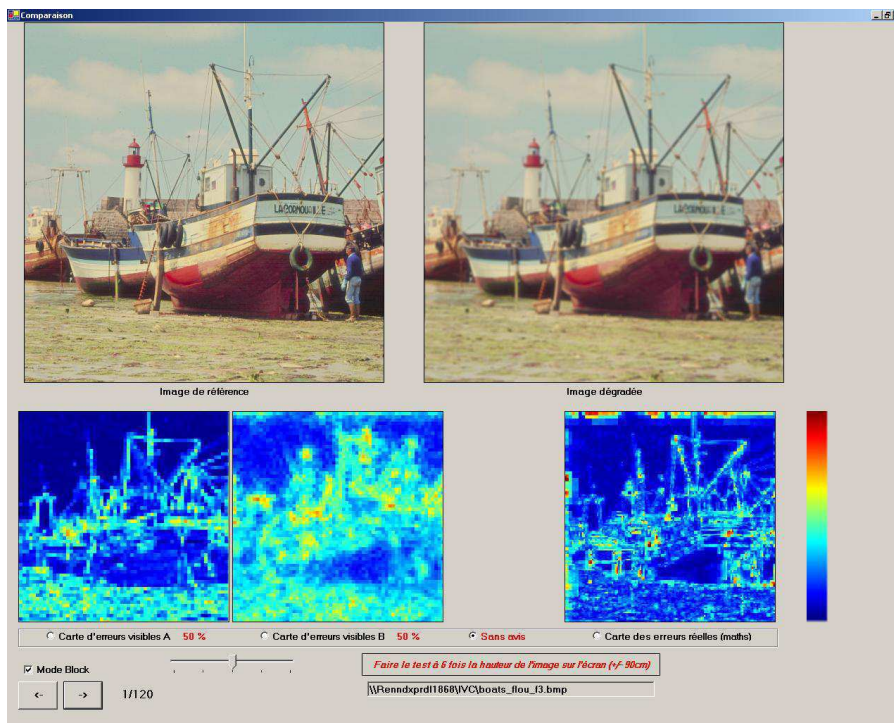 Comparaison
Image de référence
Image dégradée
Carte d'erreurs visibles A 50 %
Carte d'erreurs visibles B 50 %
Sans avis
Carte des erreurs réelles (maths)
Mode Block
Faire le test à 6 fois la hauteur de l'image sur l'écran (+/- 90cm)
<- -> 1/120
\\Renndxprdl1868\IVC\boats_flou_f3.bmp